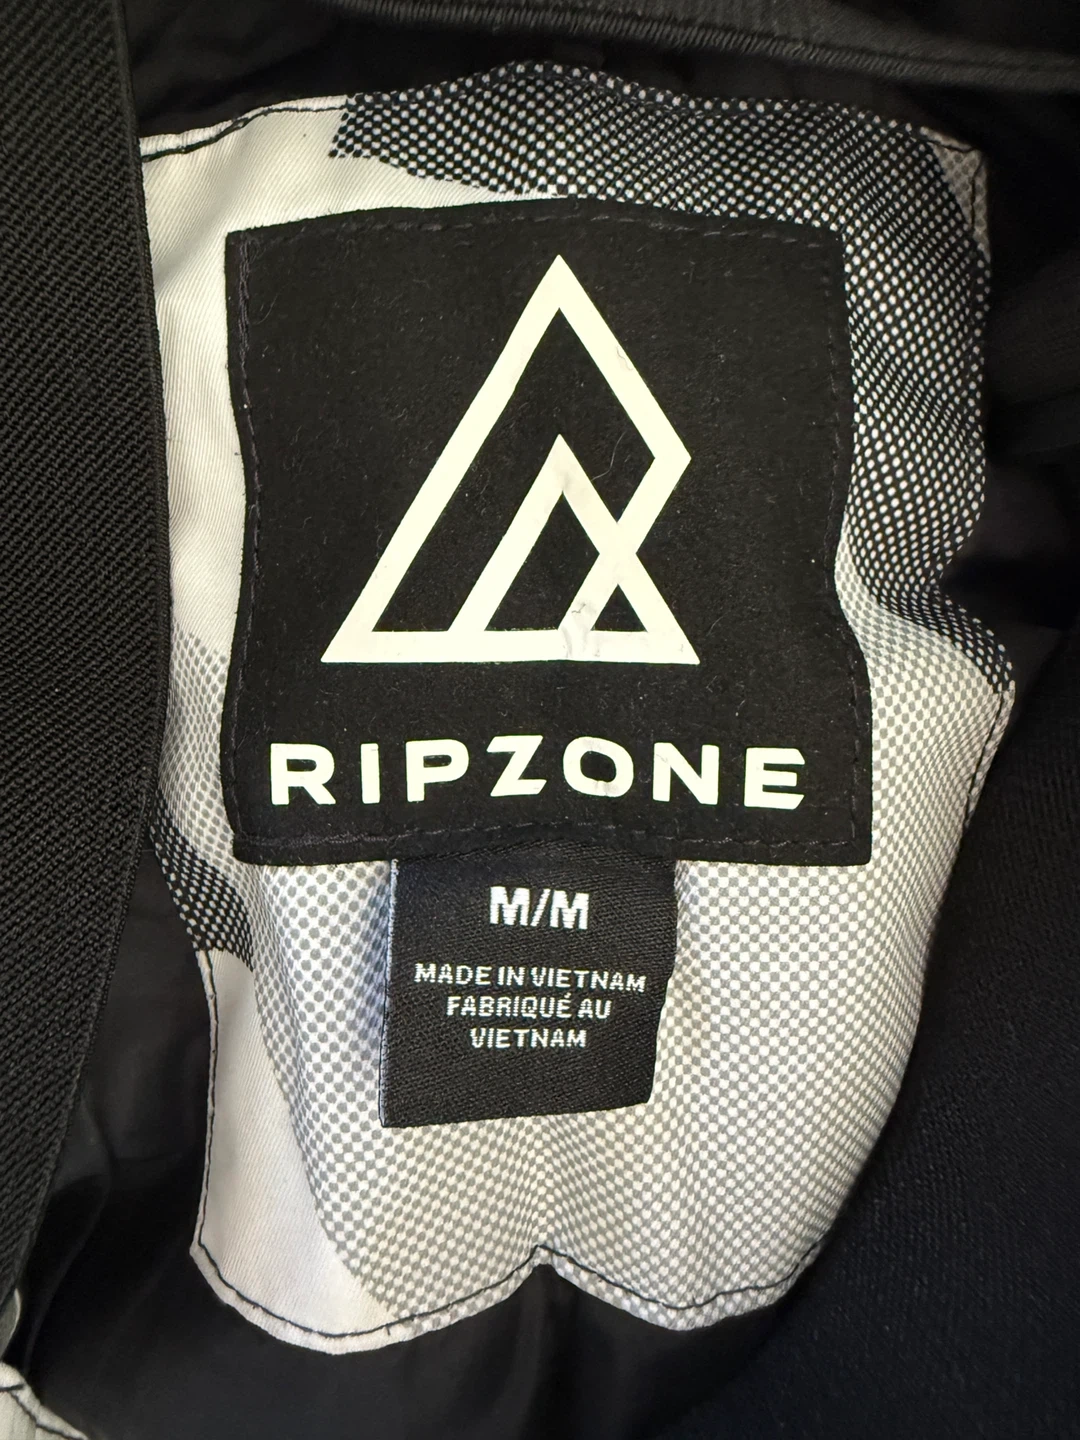 RIPZONE
M/M
MADE IN VIETNAM
FABRIQUÉ AU
VIETNAM